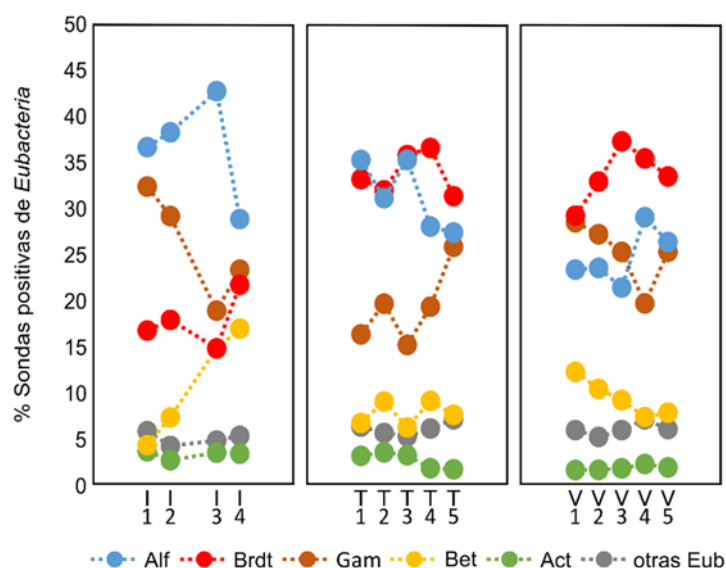 % Sondas positivas de Eubacteria
50
45
40
35
30
25
20
15
10
5
0
I I I I T T T T T V V V V V
1 2 3 4 1 2 3 4 5 1 2 3 4 5
Alf Brdt Gam Bet Act otras Eub